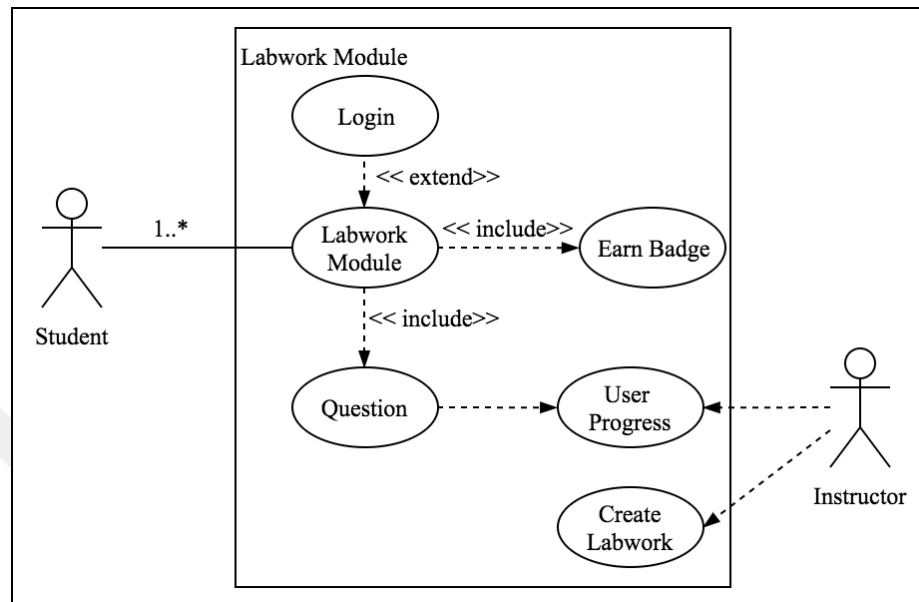 Labwork Module
Login
<< extend>>
1..*
Labwork
Module
<< include>>
Earn Badge
Student
<< include>>
Question
User
Progress
Instructor
Create
Labwork